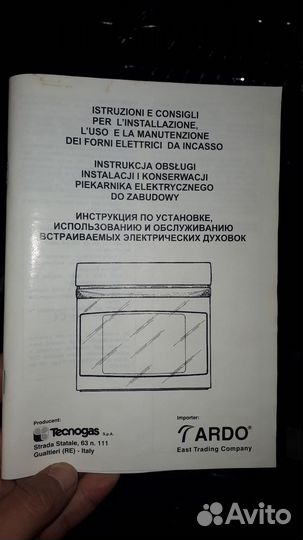 ISTRUZIONI E CONSIGLI
PER L'INSTALLAZIONE,
L'USO E LA MANUTENZIONE
DEI FORNI ELETTRICI DA INCASSO
INSTRUKCJA OBSŁUGI
INSTALACJI I KONSERWACJI
PIEKARNIKA ELEKTRYCZNEGO
DO ZABUDOWY
ИНСТРУКЦИЯ ПО УСТАНОВКЕ,
ИСПОЛЬЗОВАНИЮ И ОБСЛУЖИВАНИЮ
ВСТРАИВАЕМЫХ ЭЛЕКТРИЧЕСКИХ ДУХОВОК
Producent:
Tecnogas S.p.A.
Strada Statale, 63 n. 111
Gualtieri (RE) - Italy
Importer:
ARDO®
East Trading Company
Avito